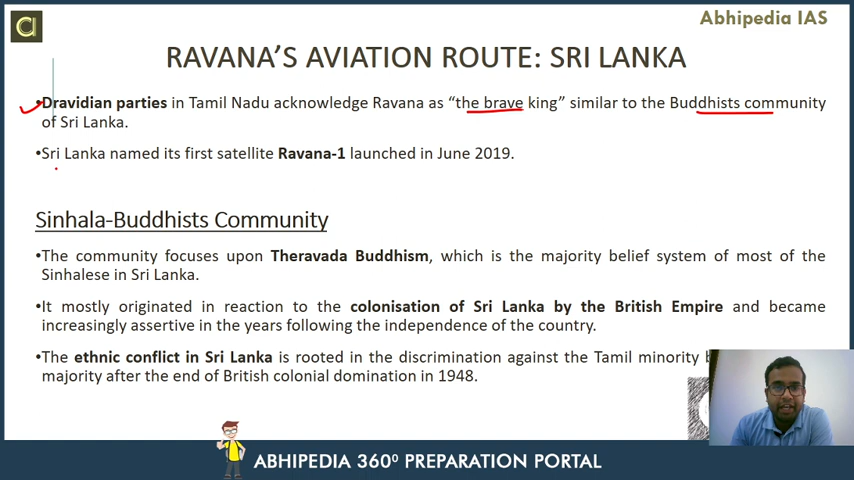 Abhipedia IAS
RAVANA'S AVIATION ROUTE: SRI LANKA
•Dravidian parties in Tamil Nadu acknowledge Ravana as “the brave king” similar to the Buddhists community
of Sri Lanka.
•Sri Lanka named its first satellite Ravana-1 launched in June 2019.
Sinhala-Buddhists Community
•The community focuses upon Theravada Buddhism, which is the majority belief system of most of the
Sinhalese in Sri Lanka.
•It mostly originated in reaction to the colonisation of Sri Lanka by the British Empire and became
increasingly assertive in the years following the independence of the country.
•The ethnic conflict in Sri Lanka is rooted in the discrimination against the Tamil minority
majority after the end of British colonial domination in 1948.
ABHIPEDIA 360⁰ PREPARATION PORTAL